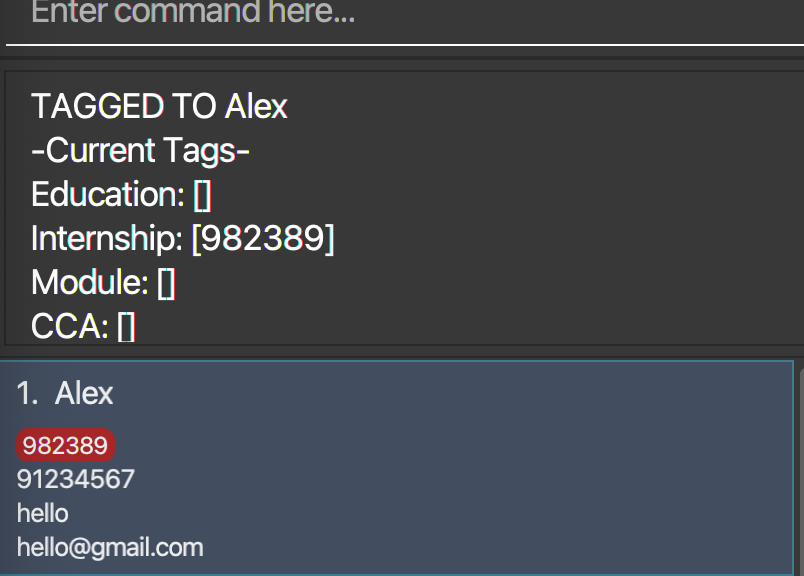 Enter command here...
TAGGED TO Alex
-Current Tags-
Education: []
Internship: [982389]
Module: []
CCA: []
1. Alex
982389
91234567
hello
hello@gmail.com